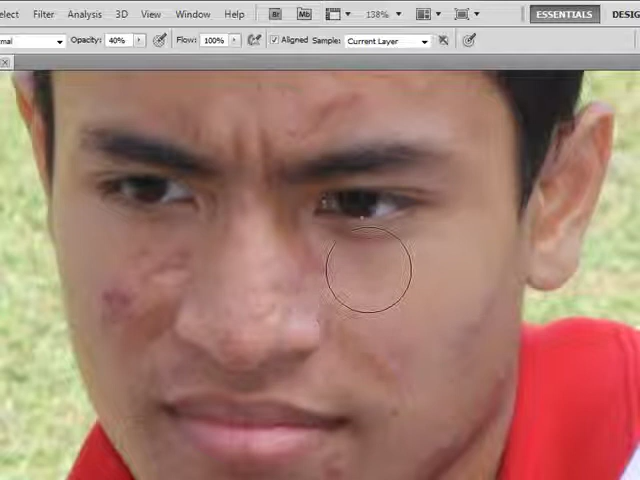 elect Filter Analysis 3D View Window Help Br Mb 138% ESSENTIALS DESIG
mal Opacity: 40% Flow: 100% Aligned Sample: Current Layer